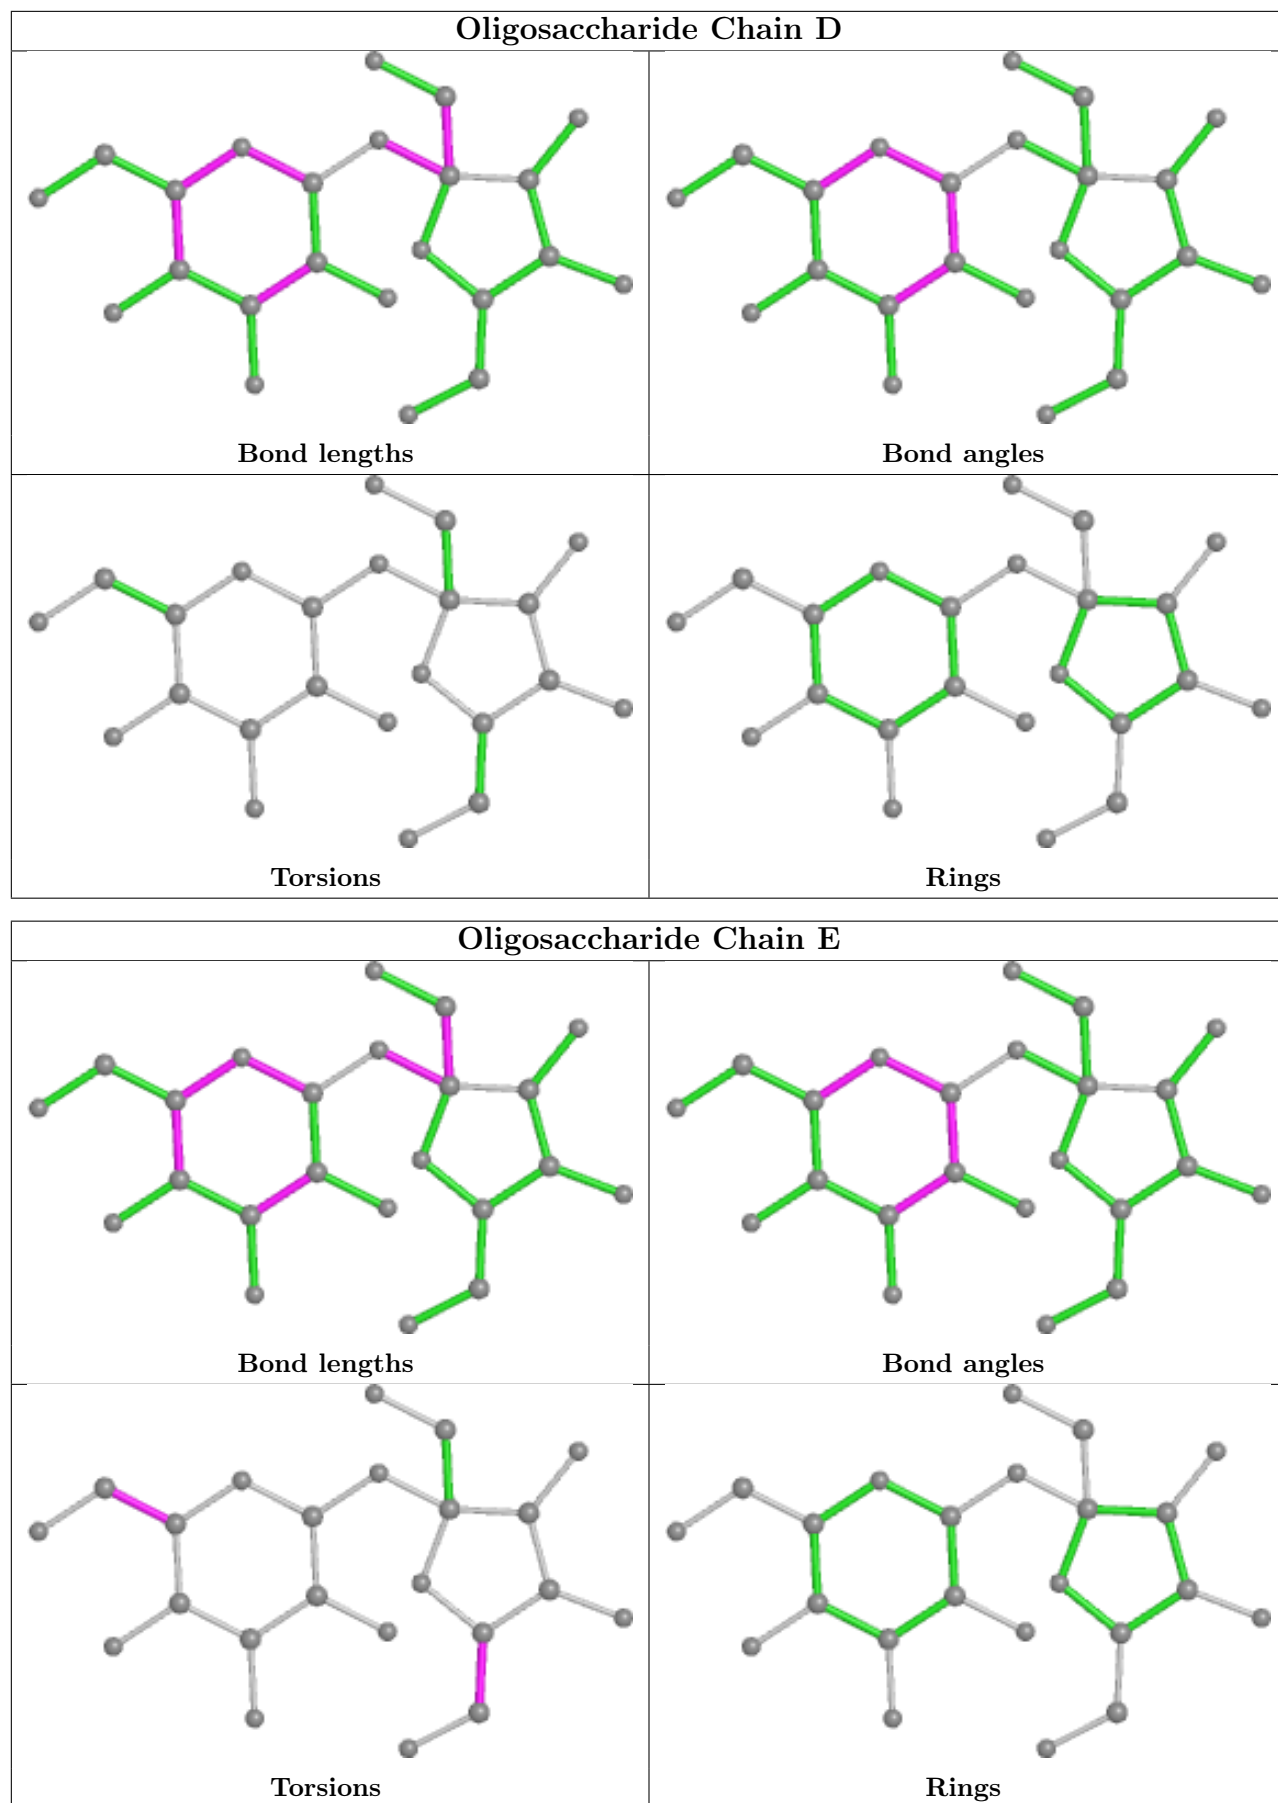 Oligosaccharide Chain D
Bond lengths
Bond angles
Torsions
Rings
Oligosaccharide Chain E
Bond lengths
Bond angles
Torsions
Rings